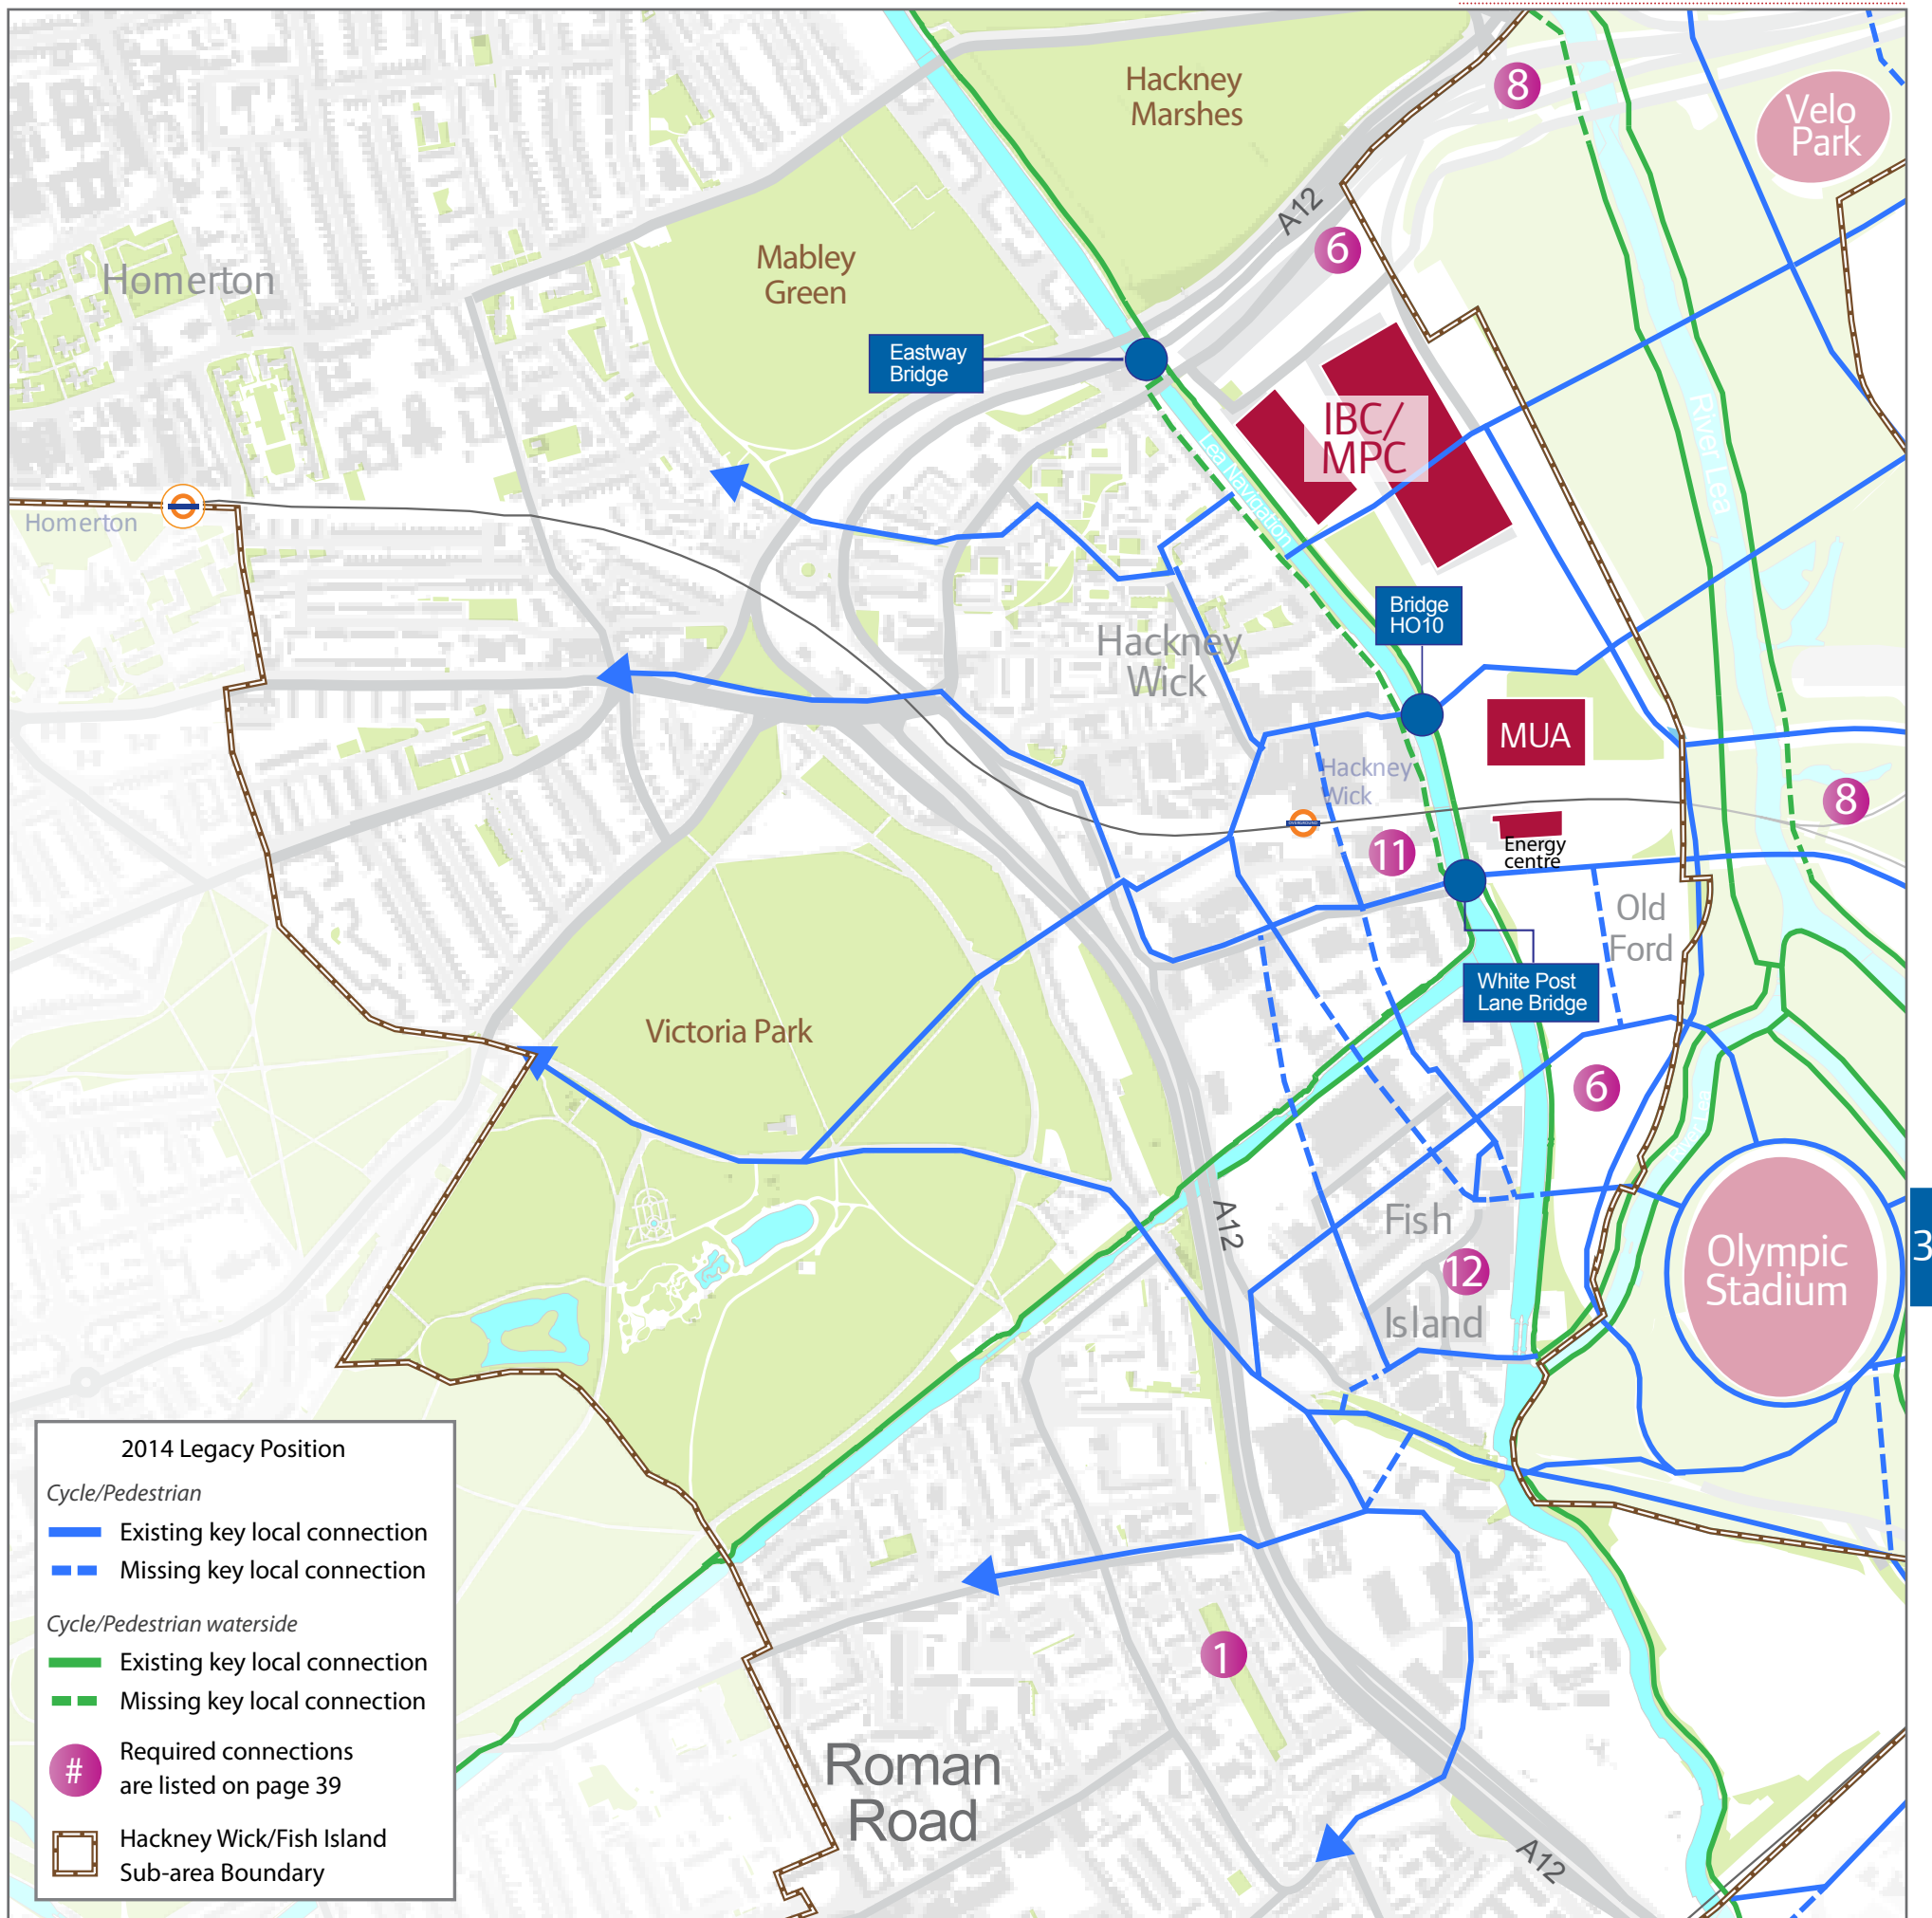 Hackney
Marshes
8
Velo
Park
A12
6
Mabley
Green
Homerton
Eastway
Bridge
IBC/
MPC
River Lea
Lea Navigation
Homerton
Bridge
HO10
Hackney
Wick
MUA
Hackney
Wick
8
11
Energy
centre
Old
Ford
White Post
Lane Bridge
Victoria Park
6
River Lea
A12
Fish
12
Island
Olympic
Stadium
3
2014 Legacy Position
Cycle/Pedestrian
Existing key local connection
Missing key local connection
Cycle/Pedestrian waterside
Existing key local connection
Missing key local connection
# Required connections
are listed on page 39
Hackney Wick/Fish Island
Sub-area Boundary
1
Roman
Road
A12